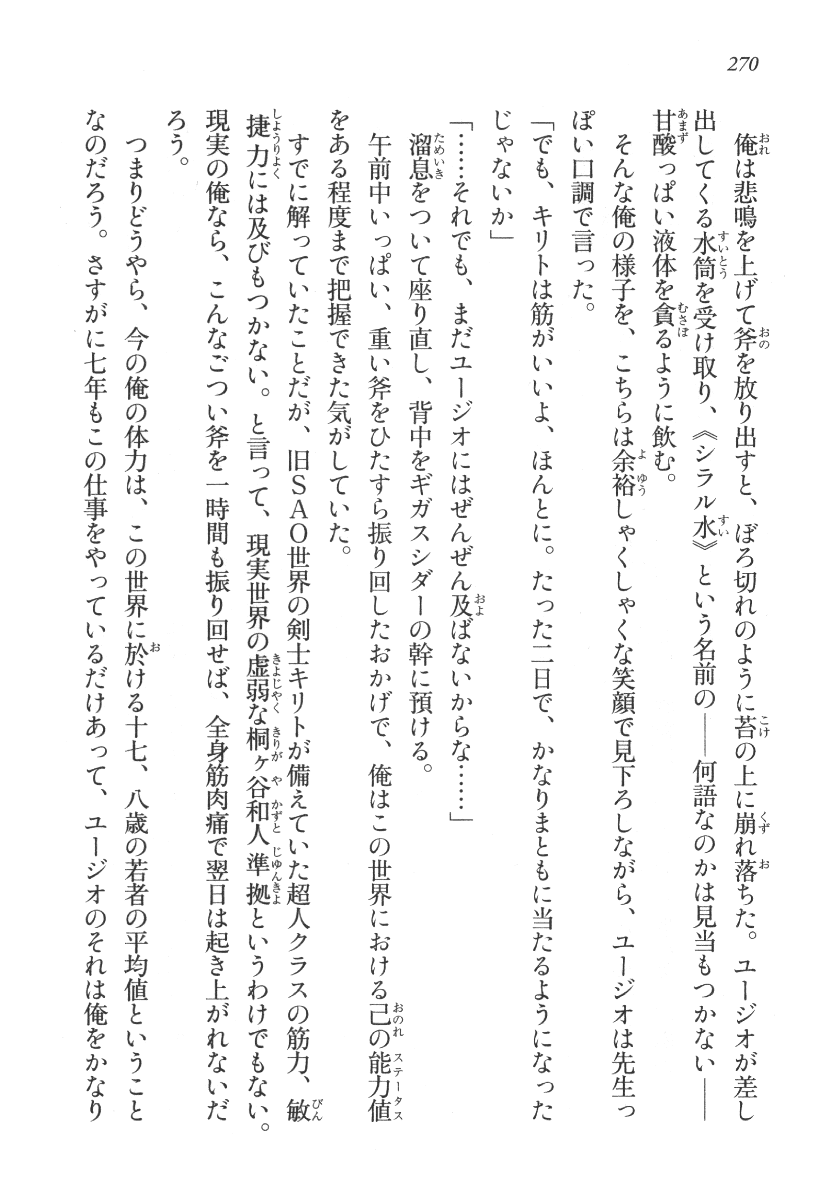 270
俺は悲鳴を上げて斧を放り出すと、ぼろ切れのように苔の上に崩れ落ちた。ユージオが差し
出してくる水筒を受け取り、《シラル水》という名前の――何語なのかは見当もつかない――
甘酸っぱい液体を貪るように飲む。
そんな俺の様子を、こちらは余裕しゃくしゃくな笑顔で見下ろしながら、ユージオは先生っ
ぽい口調で言った。
「でも、キリトは筋がいいよ、ほんとに。たった二日で、かなりまともに当たるようになった
じゃないか」
「……それでも、まだユージオにはぜんぜん及ばないからな……」
溜息をついて座り直し、背中をギガスシダーの幹に預ける。
午前中いっぱい、重い斧をひたすら振り回したおかげで、俺はこの世界における己の能力値
をある程度まで把握できた気がしていた。
すでに解っていたことだが、旧ＳＡＯ世界の剣士キリトが備えていた超人クラスの筋力、敏
捷力には及びもつかない。と言って、現実世界の虚弱な桐ヶ谷和人準拠というわけでもない。
現実の俺なら、こんなごつい斧を一時間も振り回せば、全身筋肉痛で翌日は起き上がれないだ
ろう。
つまりどうやら、今の俺の体力は、この世界に於ける十七、八歳の若者の平均値ということ
なのだろう。さすがに七年もこの仕事をやっているだけあって、ユージオのそれは俺をかなり